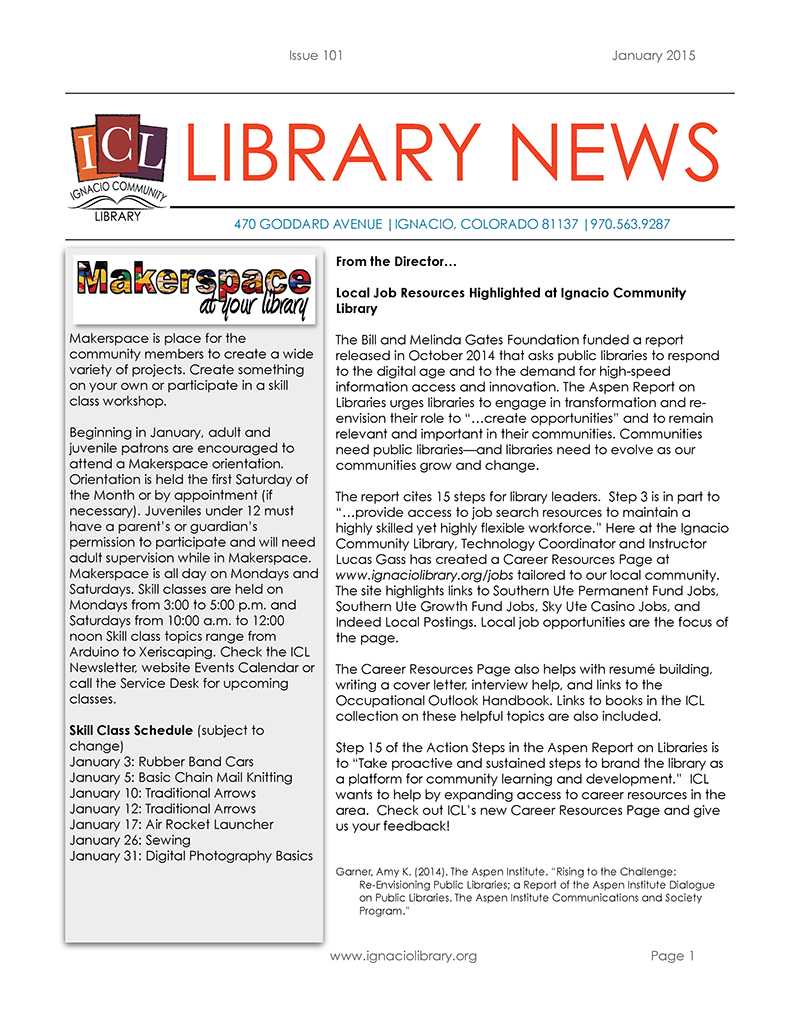 Issue 101 January 2015
ICL
IGNACIO COMMUNITY
LIBRARY
LIBRARY NEWS
470 GODDARD AVENUE |IGNACIO, COLORADO 81137 |970.563.9287
Makerspace
at your library
Makerspace is place for the
community members to create a wide
variety of projects. Create something
on your own or participate in a skill
class workshop.
Beginning in January, adult and
juvenile patrons are encouraged to
attend a Makerspace orientation.
Orientation is held the first Saturday of
the Month or by appointment (if
necessary). Juveniles under 12 must
have a parent’s or guardian’s
permission to participate and will need
adult supervision while in Makerspace.
Makerspace is all day on Mondays and
Saturdays. Skill classes are held on
Mondays from 3:00 to 5:00 p.m. and
Saturdays from 10:00 a.m. to 12:00
noon Skill class topics range from
Arduino to Xeriscaping. Check the ICL
Newsletter, website Events Calendar or
call the Service Desk for upcoming
classes.
Skill Class Schedule (subject to
change)
January 3: Rubber Band Cars
January 5: Basic Chain Mail Knitting
January 10: Traditional Arrows
January 12: Traditional Arrows
January 17: Air Rocket Launcher
January 26: Sewing
January 31: Digital Photography Basics
From the Director…
Local Job Resources Highlighted at Ignacio Community
Library
The Bill and Melinda Gates Foundation funded a report
released in October 2014 that asks public libraries to respond
to the digital age and to the demand for high-speed
information access and innovation. The Aspen Report on
Libraries urges libraries to engage in transformation and re-
envision their role to “…create opportunities” and to remain
relevant and important in their communities. Communities
need public libraries—and libraries need to evolve as our
communities grow and change.
The report cites 15 steps for library leaders.  Step 3 is in part to
“…provide access to job search resources to maintain a
highly skilled yet highly flexible workforce.” Here at the Ignacio
Community Library, Technology Coordinator and Instructor
Lucas Gass has created a Career Resources Page at
www.ignaciolibrary.org/jobs tailored to our local community.
The site highlights links to Southern Ute Permanent Fund Jobs,
Southern Ute Growth Fund Jobs, Sky Ute Casino Jobs, and
Indeed Local Postings. Local job opportunities are the focus of
the page.
The Career Resources Page also helps with resumé building,
writing a cover letter, interview help, and links to the
Occupational Outlook Handbook. Links to books in the ICL
collection on these helpful topics are also included.
Step 15 of the Action Steps in the Aspen Report on Libraries is
to “Take proactive and sustained steps to brand the library as
a platform for community learning and development.”  ICL
wants to help by expanding access to career resources in the
area.  Check out ICL’s new Career Resources Page and give
us your feedback!
Garner, Amy K. (2014). The Aspen Institute. “Rising to the Challenge:
Re-Envisioning Public Libraries; a Report of the Aspen Institute Dialogue
on Public Libraries. The Aspen Institute Communications and Society
Program.”
www.ignaciolibrary.org Page 1